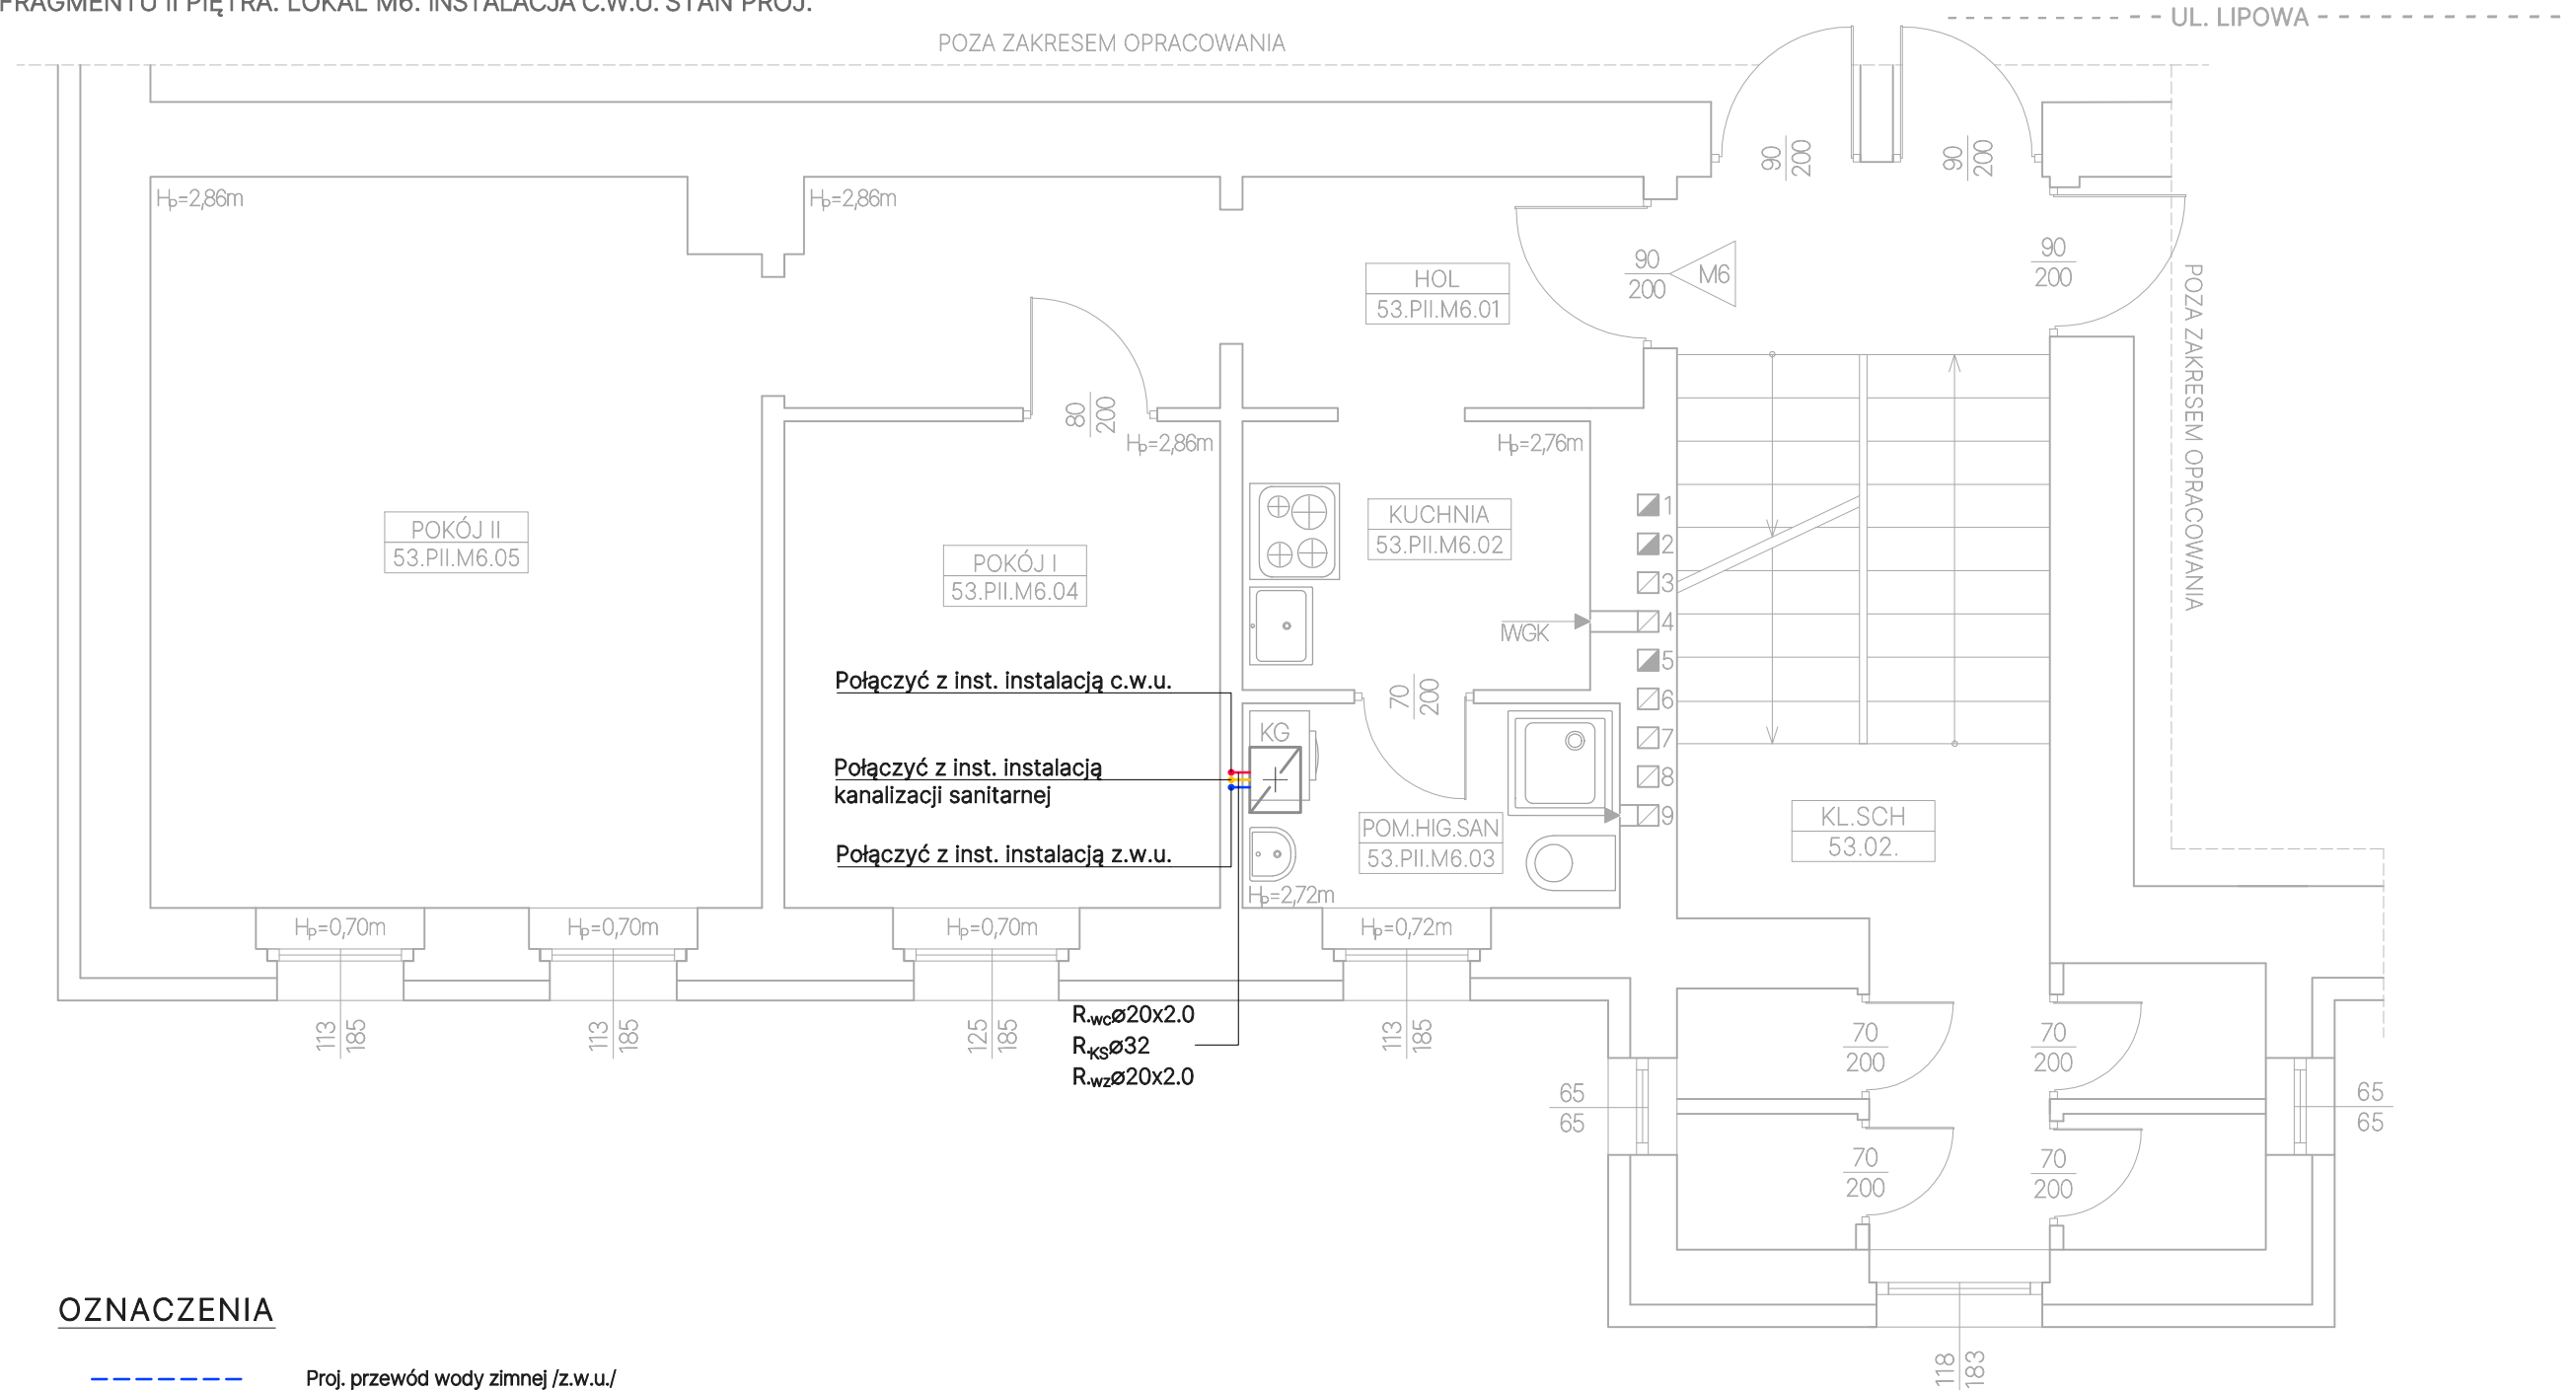 FRAGMENTU II PIĘTRA. LOKAL M6. INSTALACJA C.W.U. STAN PROJ.
UL. LIPOWA
POZA ZAKRESEM OPRACOWANIA
90
200
90
200
Hp=2,86m
Hp=2,86m
HOL
53.PII.M6.01
90
200
M6
90
200
POZA ZAKRESEM OPRACOWANIA
80
200
Hp=2,86m
Hp=2,76m
POKÓJ II
53.PII.M6.05
POKÓJ I
53.PII.M6.04
KUCHNIA
53.PII.M6.02
1
2
3
4
5
6
7
8
9
WGK
70
200
Połączyć z inst. instalacją c.w.u.
KG
Połączyć z inst. instalacją
kanalizacji sanitarnej
Połączyć z inst. instalacją z.w.u.
POM.HIG.SAN
53.PII.M6.03
KL.SCH
53.02.
Hp=2,72m
Hp=0,70m
Hp=0,70m
Hp=0,70m
Hp=0,72m
113
185
113
185
125
185
113
185
R.wcø20x2.0
R.KSø32
R.wzø20x2.0
70
200
70
200
65
65
65
65
70
200
70
200
118
183
OZNACZENIA
Proj. przewód wody zimnej /z.w.u./